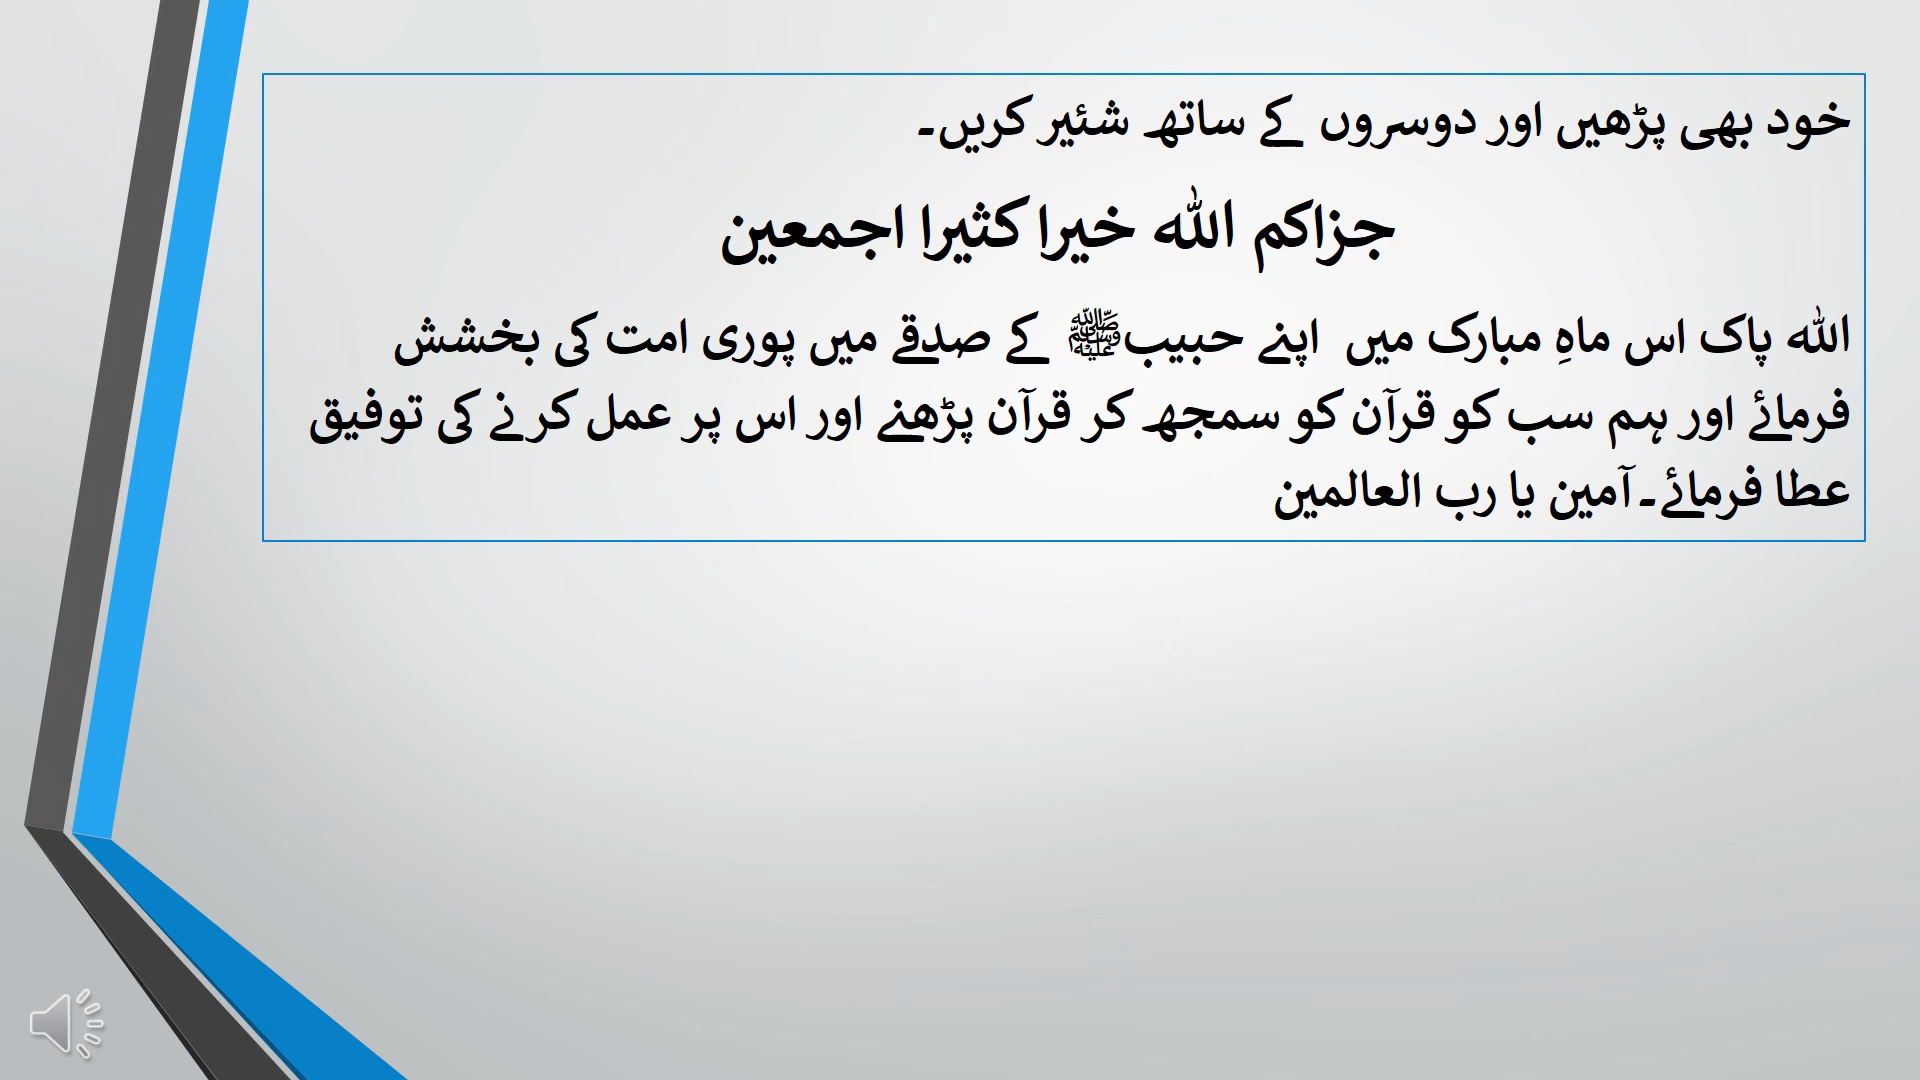 خود بھی پڑھیں اور دوسروں کے ساتھ شئیر کریں۔
جزاکم اللہ خیرا کثیرا اجمعین
اللہ پاک اس ماہِ مبارک میں اپنے حبیبﷺ کے صدقے میں پوری امت کی بخشش
فرمائے اور ہم سب کو قرآن کو سمجھ کر قرآن پڑھنے اور اس پر عمل کرنے کی توفیق
عطا فرمائے۔آمین یا رب العالمین